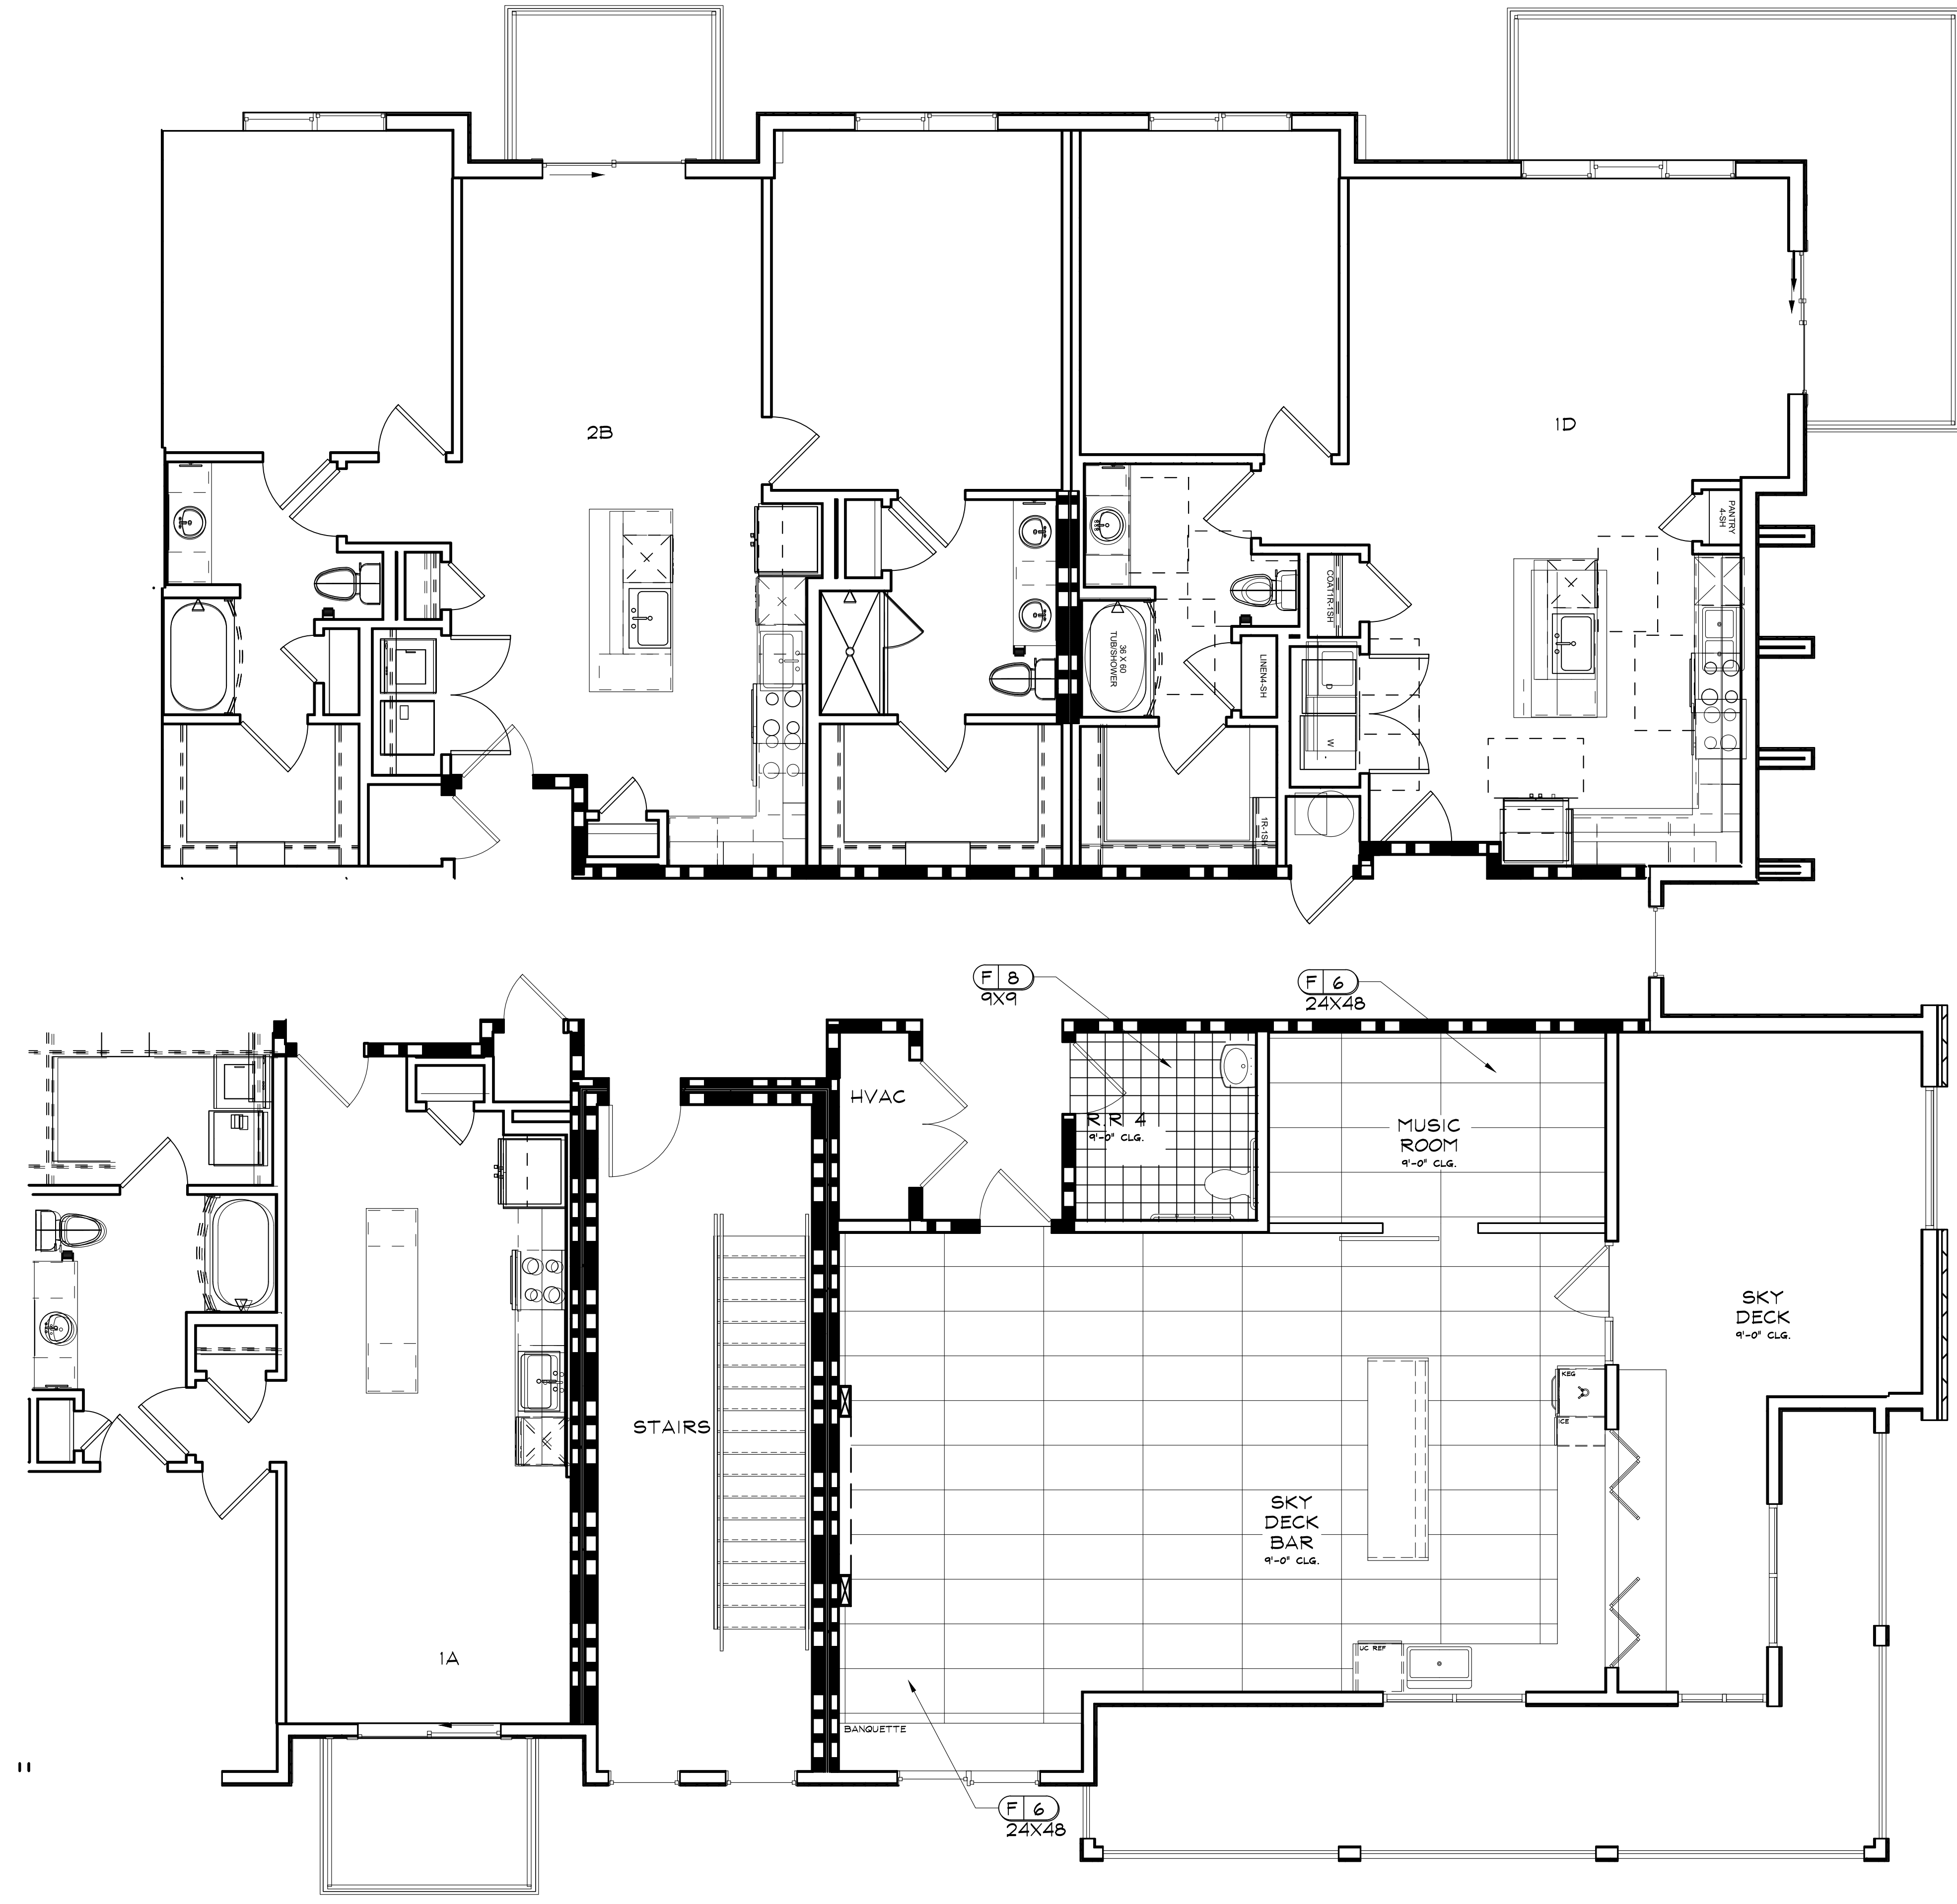 2B
1D
PANTRY
4-SH
COAT1R-1SH
36 X 60
TUB/SHOWER
LINEN4-SH
D
W
1R-1SH
F 8
9X9
F 6
24X48
HVAC
R.R 4
9'-0" CLG.
MUSIC
ROOM
9'-0" CLG.
SKY
DECK
9'-0" CLG.
KEG
ICE
STAIRS
SKY
DECK
BAR
9'-0" CLG.
1A
UC REF
BANQUETTE
F 6
24X48